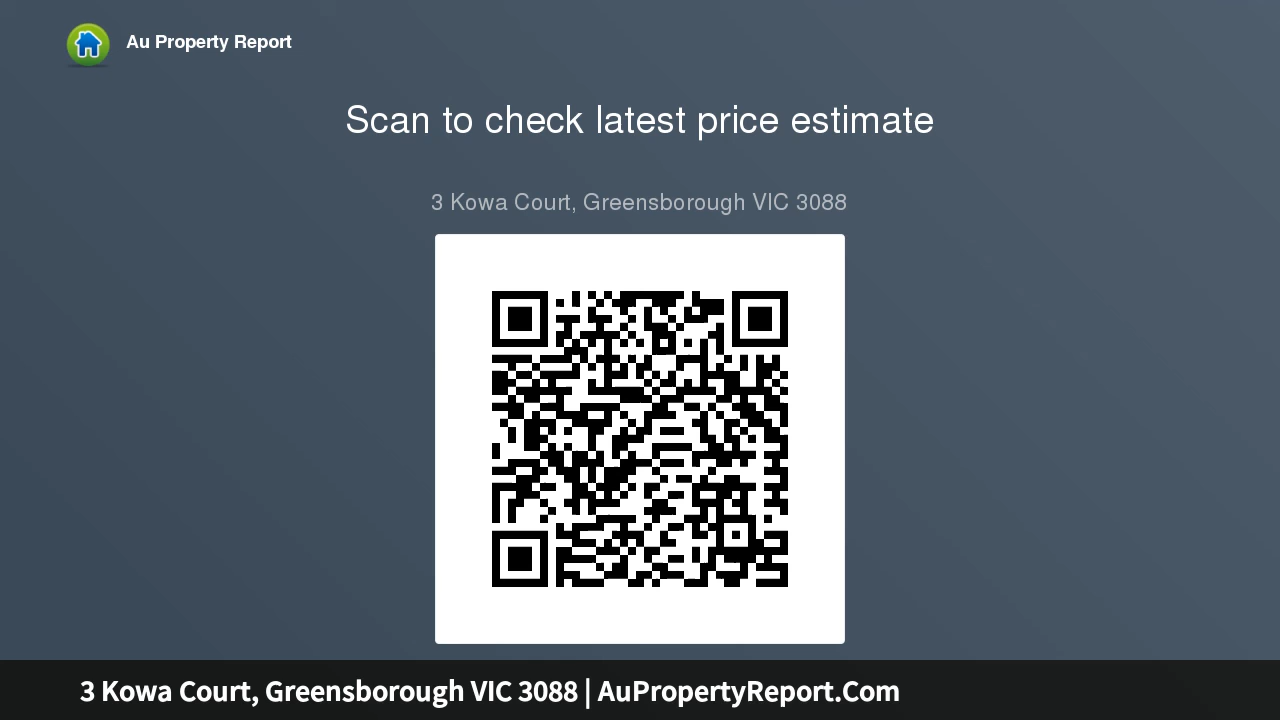 Au Property Report
Scan to check latest price estimate
3 Kowa Court, Greensborough VIC 3088
3 Kowa Court, Greensborough VIC 3088 | AuPropertyReport.Com